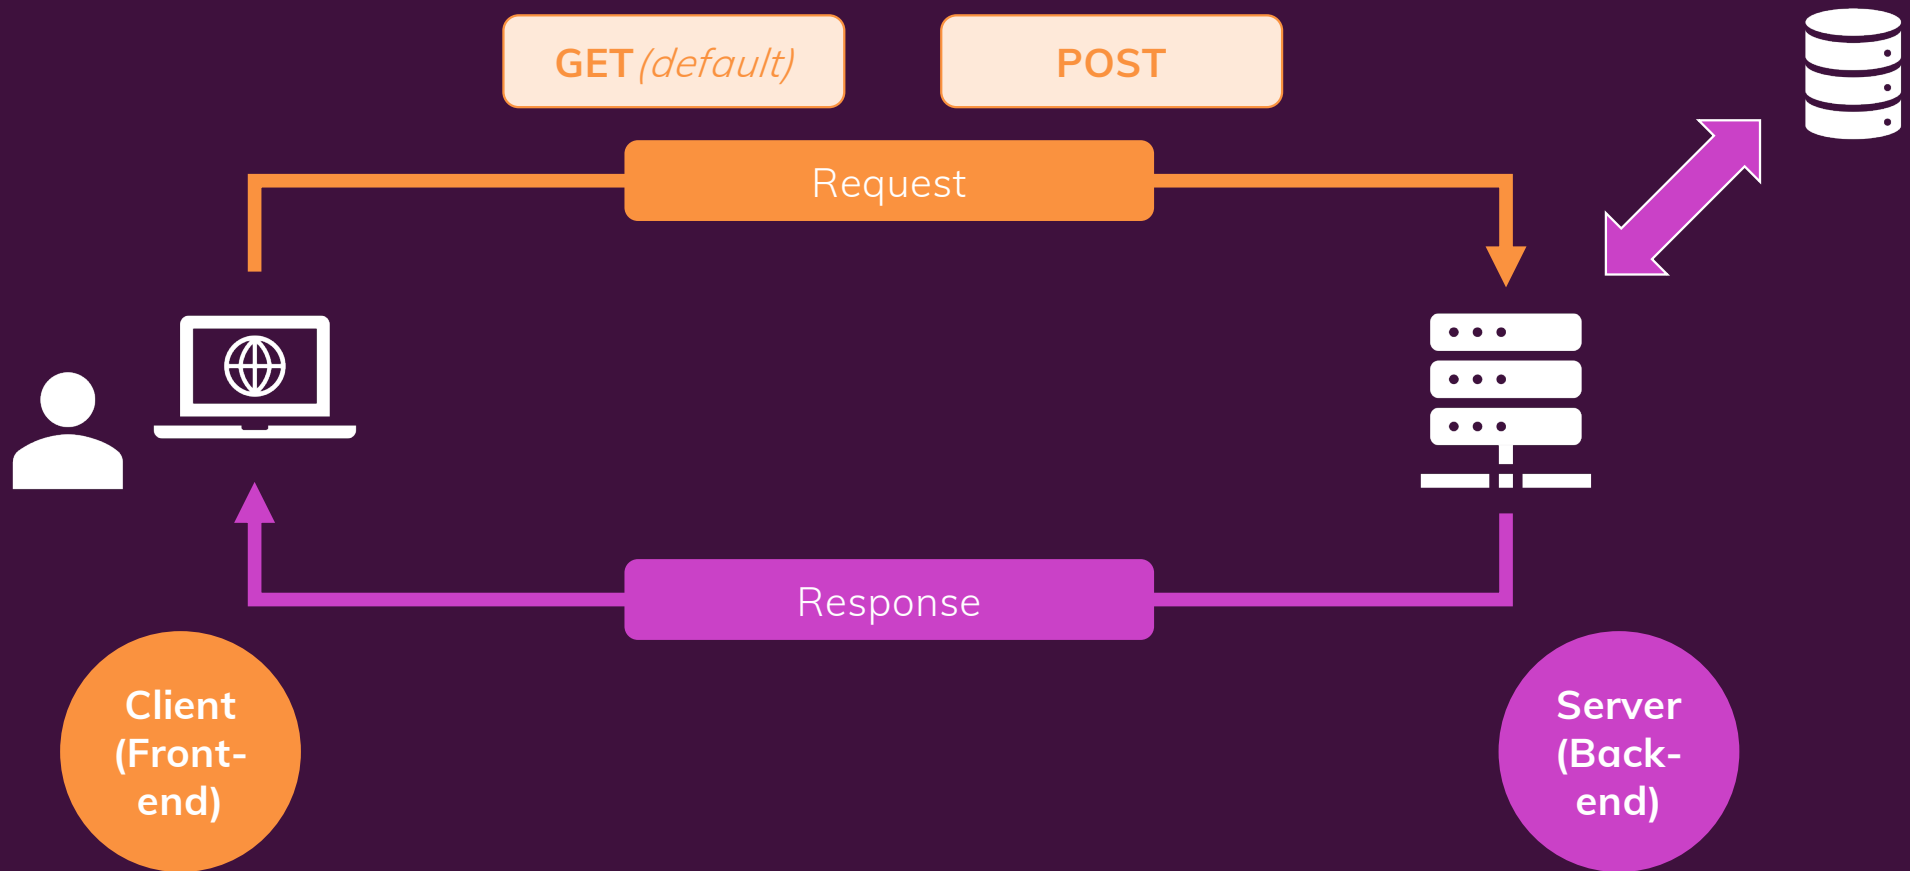 GET (default)
POST
Request
Response
Client
(Front-
end)
Server
(Back-
end)